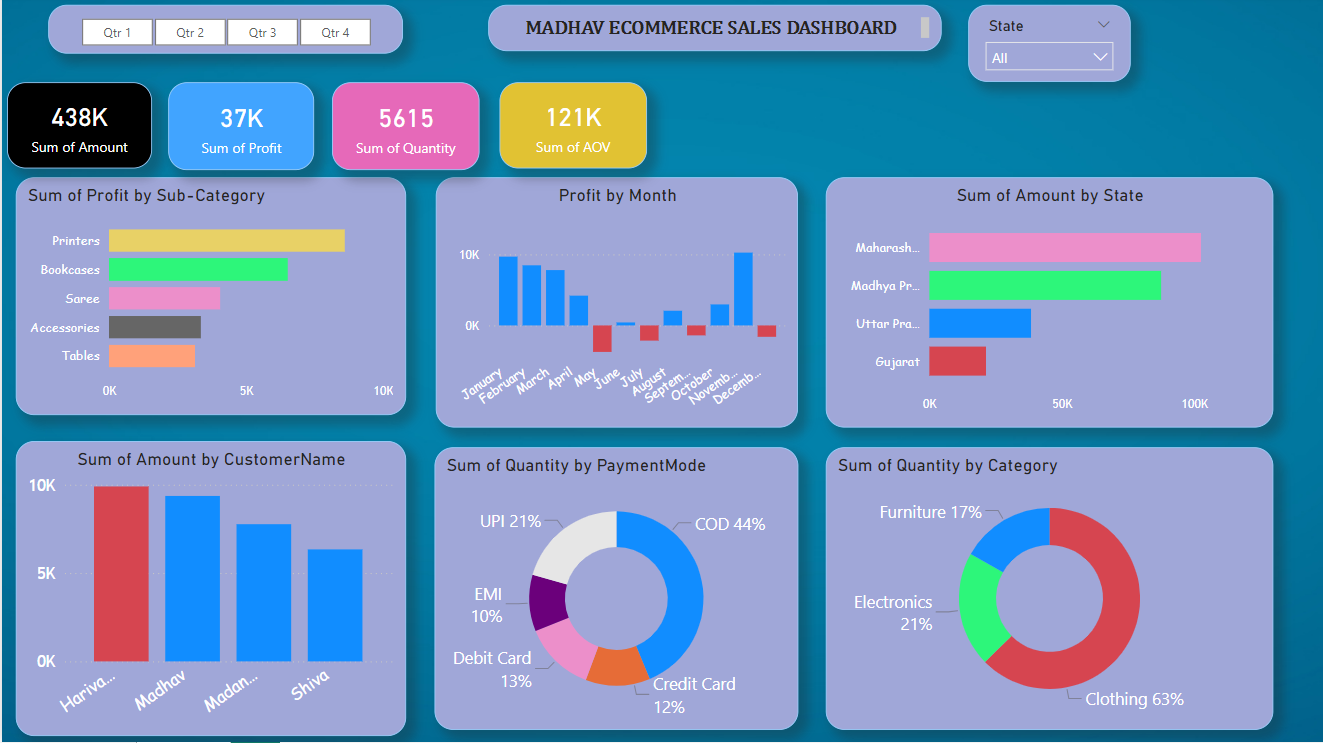 Qtr 1
Qtr 2
Qtr 3
Qtr 4
MADHAV ECOMMERCE SALES DASHBOARD
State
All
438K
Sum of Amount
37K
Sum of Profit
5615
Sum of Quantity
121K
Sum of AOV
Sum of Profit by Sub-Category
Printers
Bookcases
Saree
Accessories
Tables
0K 5K 10K
Profit by Month
10K
0K
January
February
March
April
May
June
July
August
Septem...
October
Novemb...
Decemb...
Sum of Amount by State
Maharash...
Madhya Pr...
Uttar Pra...
Gujarat
0K 50K 100K
Sum of Amount by CustomerName
10K
5K
0K
Hariva...
Madhav
Madan...
Shiva
Sum of Quantity by PaymentMode
UPI 21%
COD 44%
EMI
10%
Debit Card
13%
Credit Card
12%
Sum of Quantity by Category
Furniture 17%
Electronics
21%
Clothing 63%